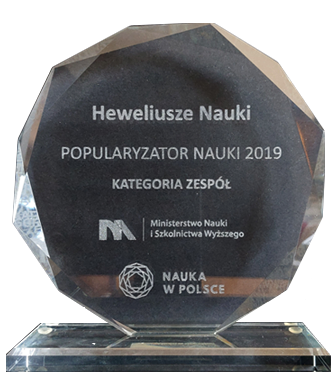 Heweliusze Nauki
POPULARYZATOR NAUKI 2019
KATEGORIA ZESPÓŁ
Ministerstwo Nauki
i Szkolnictwa Wyższego
NAUKA
W POLSCE